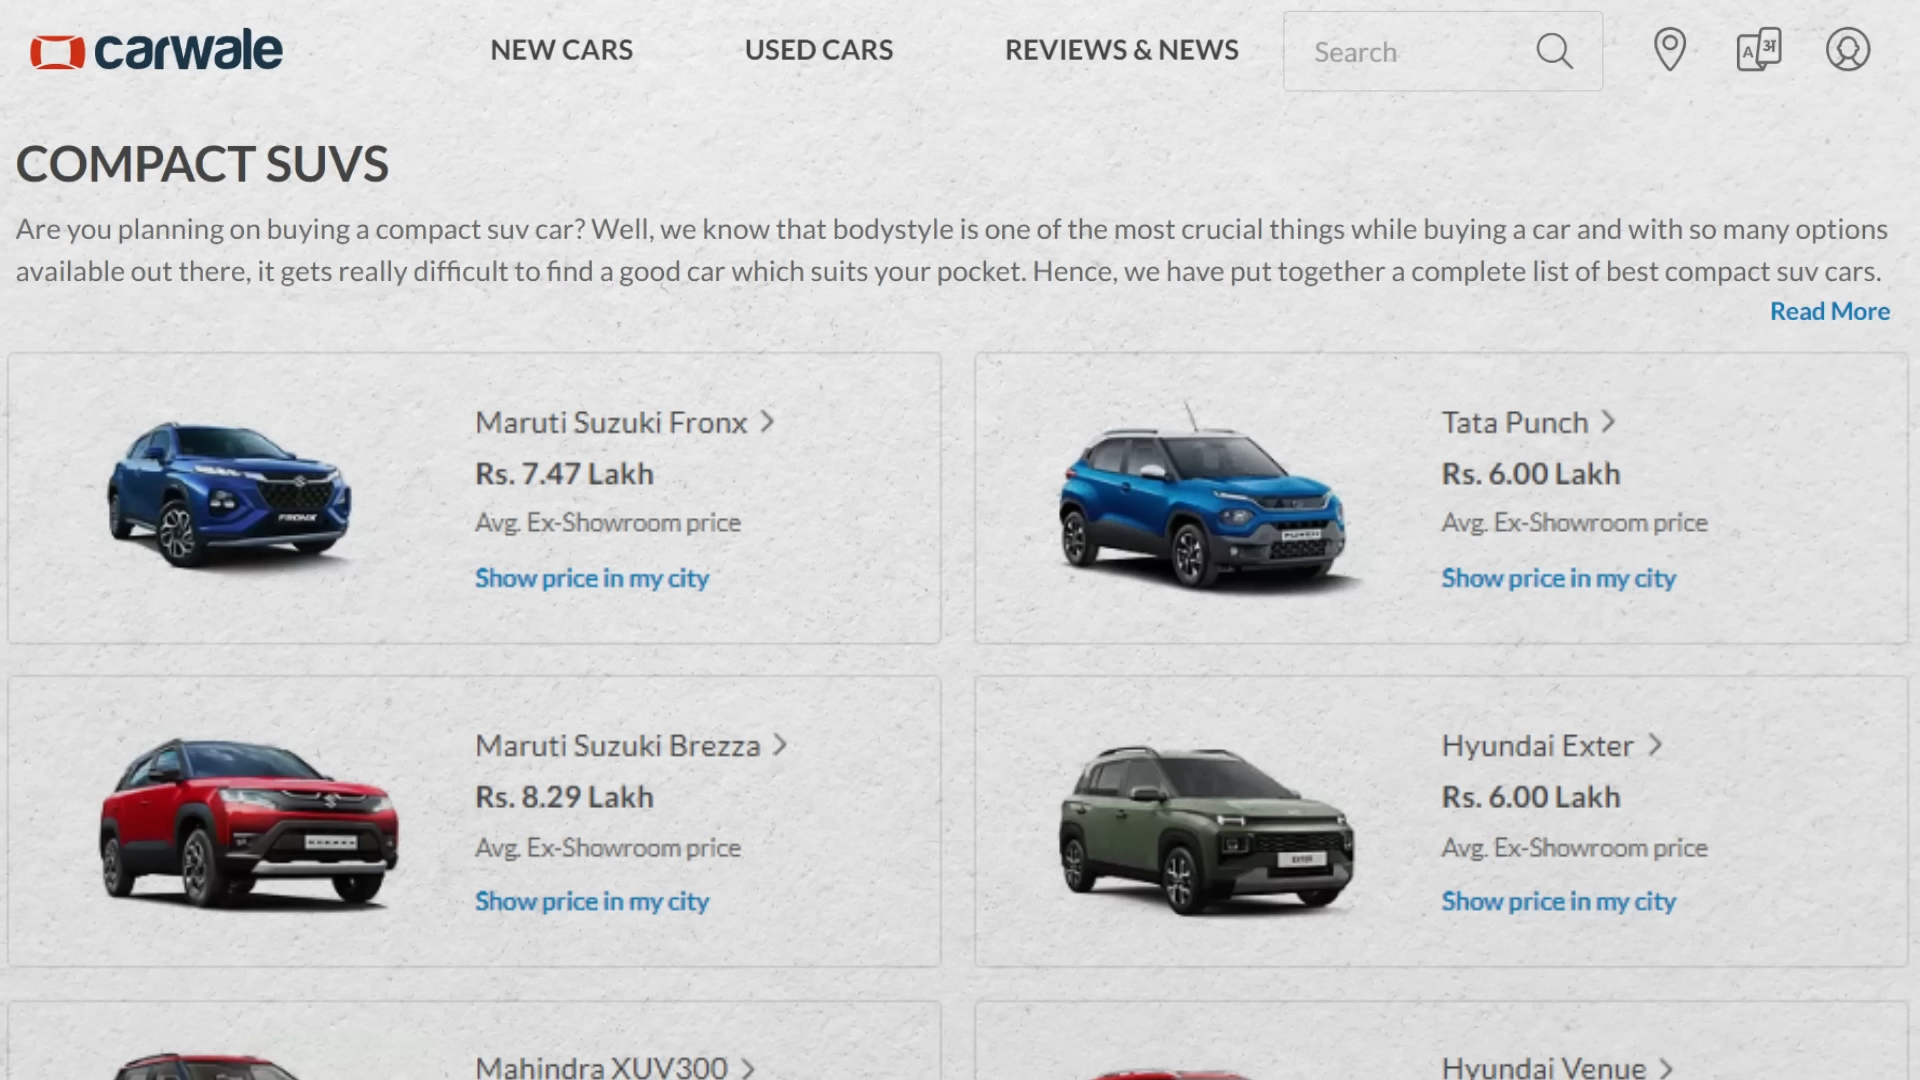 carwale
NEW CARS
USED CARS
REVIEWS & NEWS
Search
A अ
COMPACT SUVS
Are you planning on buying a compact suv car? Well, we know that bodystyle is one of the most crucial things while buying a car and with so many options
available out there, it gets really difficult to find a good car which suits your pocket. Hence, we have put together a complete list of best compact suv cars.
Read More
Maruti Suzuki Fronx
Rs. 7.47 Lakh
Avg. Ex-Showroom price
Show price in my city
FRONX
Tata Punch
Rs. 6.00 Lakh
Avg. Ex-Showroom price
Show price in my city
PUNCH
Maruti Suzuki Brezza
Rs. 8.29 Lakh
Avg. Ex-Showroom price
Show price in my city
Hyundai Exter
Rs. 6.00 Lakh
Avg. Ex-Showroom price
Show price in my city
EXTER
Mahindra XUV300
Hyundai Venue